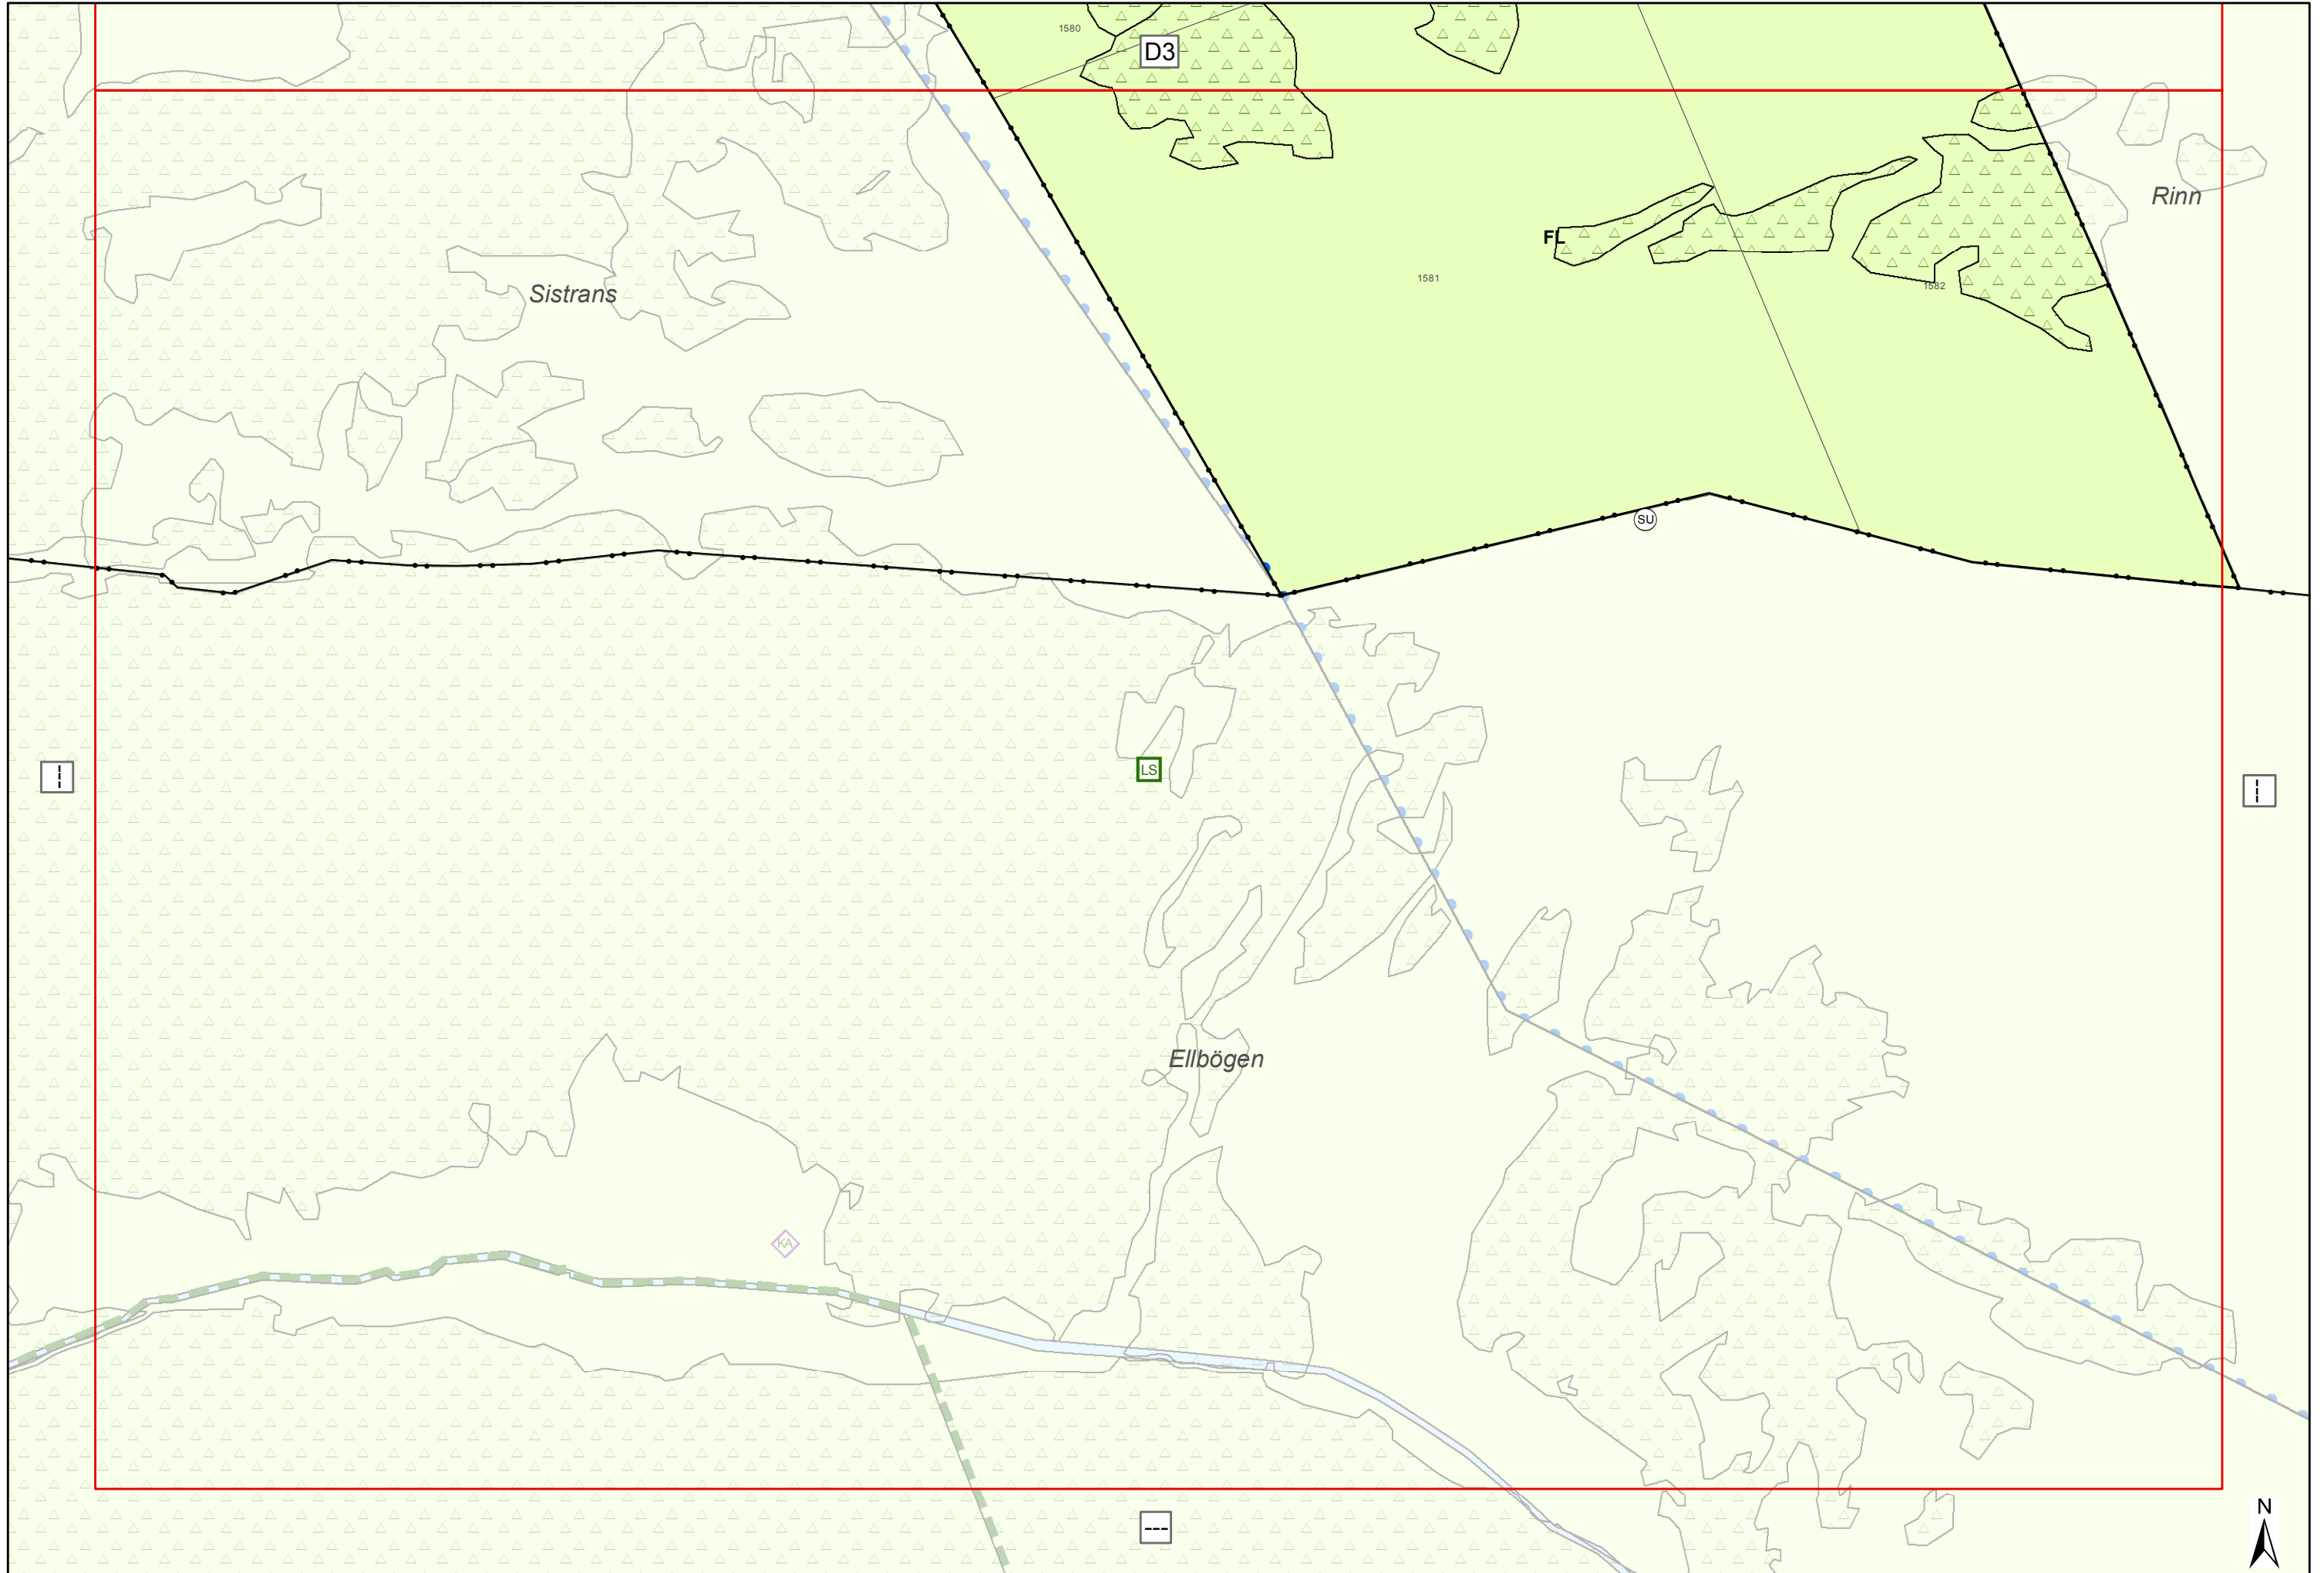 1580
D3
Rinn
FL
1581
1582
Sistrans
SU
LS
Ellbögen
KA
N